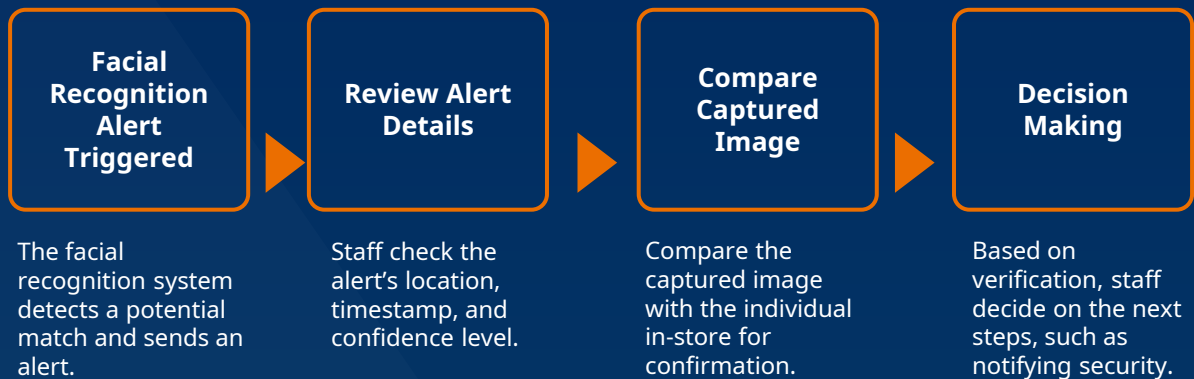 Facial
Recognition
Alert
Triggered
Review Alert
Details
Compare
Captured
Image
Decision
Making
The facial
recognition system
detects a potential
match and sends an
alert.
Staff check the
alert’s location,
timestamp, and
confidence level.
Compare the
captured image
with the individual
in-store for
confirmation.
Based on
verification, staff
decide on the next
steps, such as
notifying security.